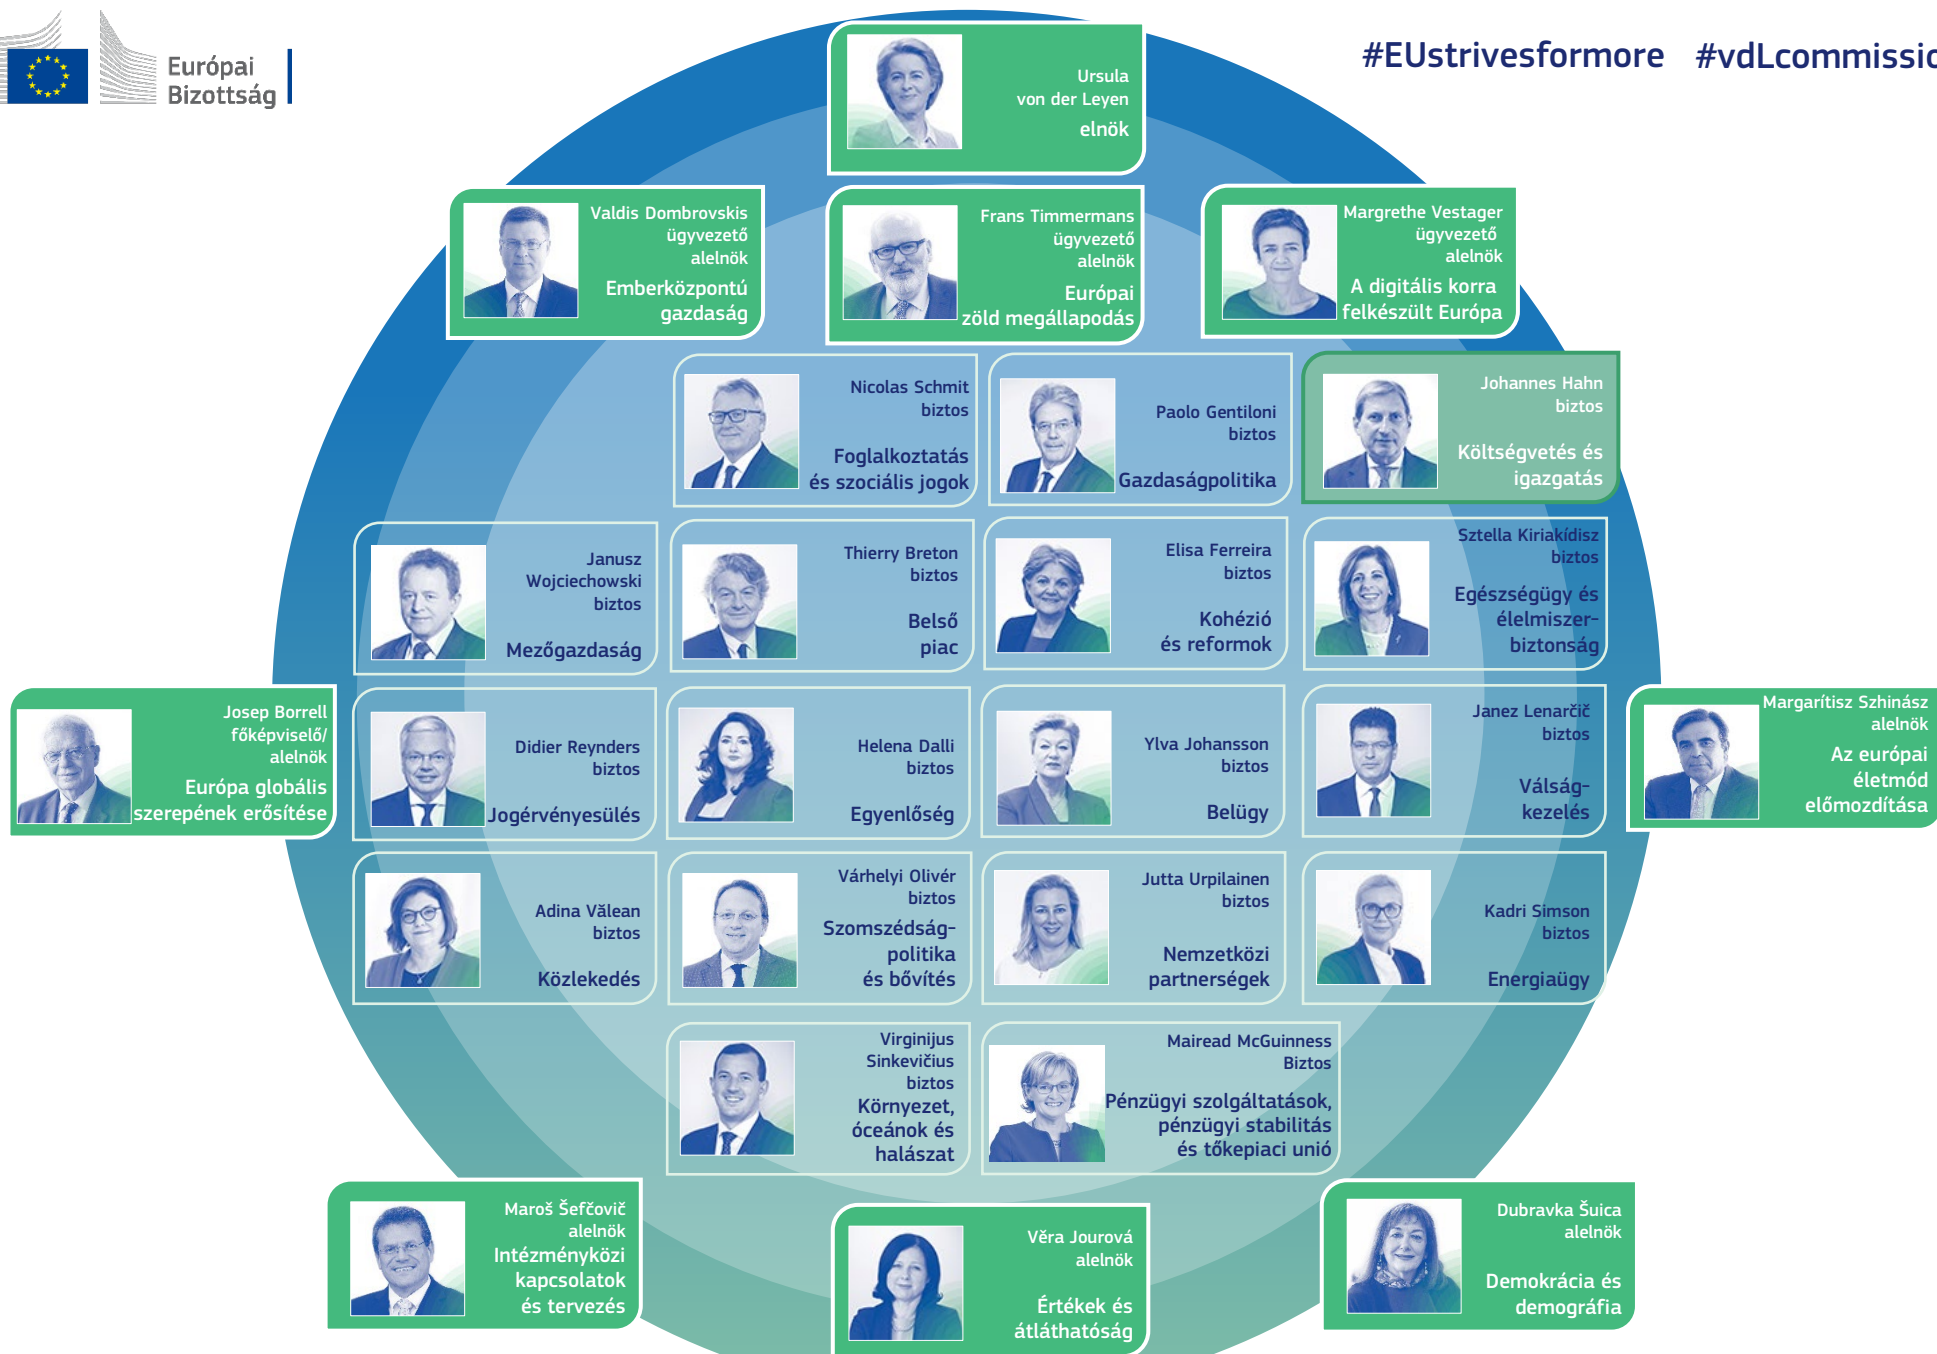 Európai
Bizottság
#EUstrivesformore #vdLcommissio
Ursula
von der Leyen
elnök
Valdis Dombrovskis
ügyvezető
alelnök
Emberközpontú
gazdaság
Frans Timmermans
ügyvezető
alelnök
Európai
zöld megállapodás
Margrethe Vestager
ügyvezető
alelnök
A digitális korra
felkészült Európa
Nicolas Schmit
biztos
Foglalkoztatás
és szociális jogok
Paolo Gentiloni
biztos
Gazdaságpolitika
Johannes Hahn
biztos
Költségvetés és
igazgatás
Janusz
Wojciechowski
biztos
Mezőgazdaság
Thierry Breton
biztos
Belső
piac
Elisa Ferreira
biztos
Kohézió
és reformok
Sztella Kiriakídisz
biztos
Egészségügy és
élelmiszer-
biztonság
Josep Borrell
főképviselő/
alelnök
Európa globális
szerepének erősítése
Didier Reynders
biztos
Jogérvényesülés
Helena Dalli
biztos
Egyenlőség
Ylva Johansson
biztos
Belügy
Janez Lenarčič
biztos
Válság-
kezelés
Margarítisz Szhinász
alelnök
Az európai
életmód
előmozdítása
Adina Vălean
biztos
Közlekedés
Várhelyi Olivér
biztos
Szomszédság-
politika
és bővítés
Jutta Urpilainen
biztos
Nemzetközi
partnerségek
Kadri Simson
biztos
Energiaügy
Virginijus
Sinkevičius
biztos
Környezet,
óceánok és
halászat
Mairead McGuinness
Biztos
Pénzügyi szolgáltatások,
pénzügyi stabilitás
és tőkepiaci unió
Maroš Šefčovič
alelnök
Intézményközi
kapcsolatok
és tervezés
Věra Jourová
alelnök
Értékek és
átláthatóság
Dubravka Šuica
alelnök
Demokrácia és
demográfia